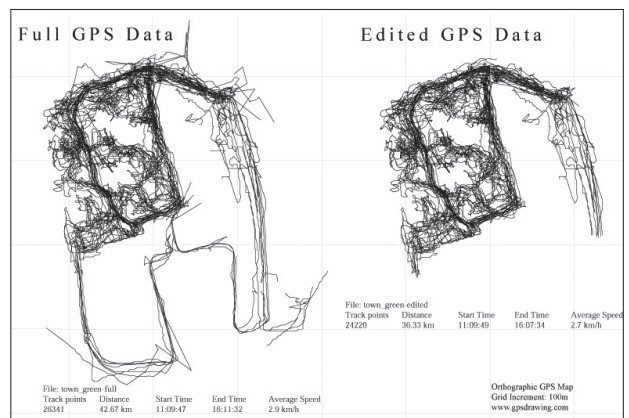 Full GPS Data
Edited GPS Data
File: town_green-edited
Track points Distance Start Time End Time Average Speed
24220 36.33 km 11:09:49 16:07:34 2.7 km/h
File: town_green-full
Track points Distance Start Time End Time Average Speed
26341 42.67 km 11:09:47 16:11:32 2.9 km/h
Orthographic GPS Map
Grid Increment: 100m
www.gpsdrawing.com